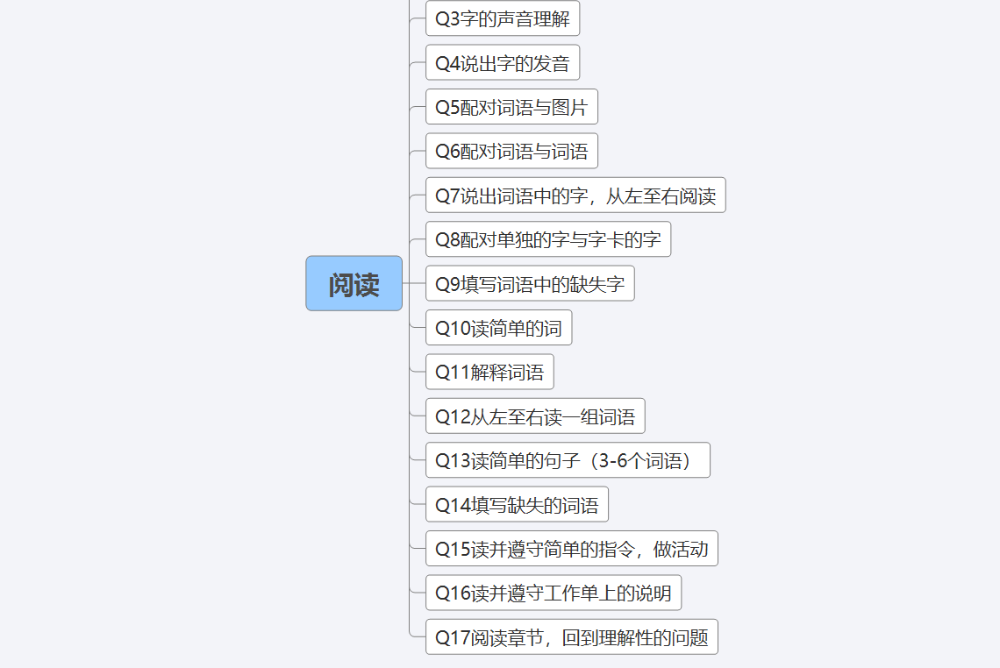 Q3字的声音理解
Q4说出字的发音
Q5配对词语与图片
Q6配对词语与词语
Q7说出词语中的字，从左至右阅读
Q8配对单独的字与字卡的字
阅读
Q9填写词语中的缺失字
Q10读简单的词
Q11解释词语
Q12从左至右读一组词语
Q13读简单的句子（3-6个词语）
Q14填写缺失的词语
Q15读并遵守简单的指令，做活动
Q16读并遵守工作单上的说明
Q17阅读章节，回到理解性的问题